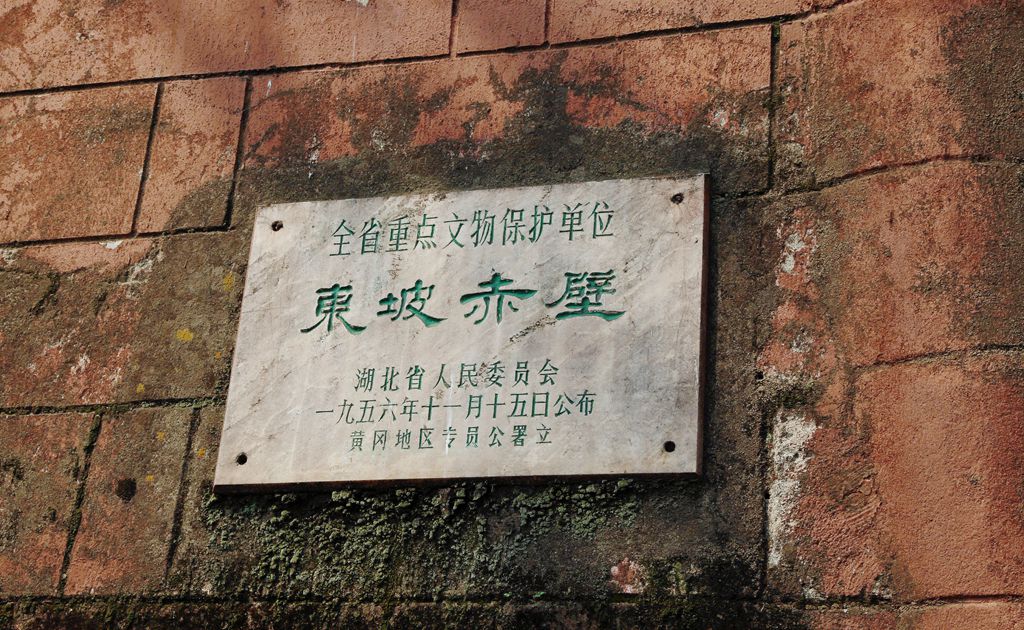 全省重点文物保护单位
東坡赤壁
湖北省人民委员会
一九五六年十一月十五日公布
黄冈地区专员公署立